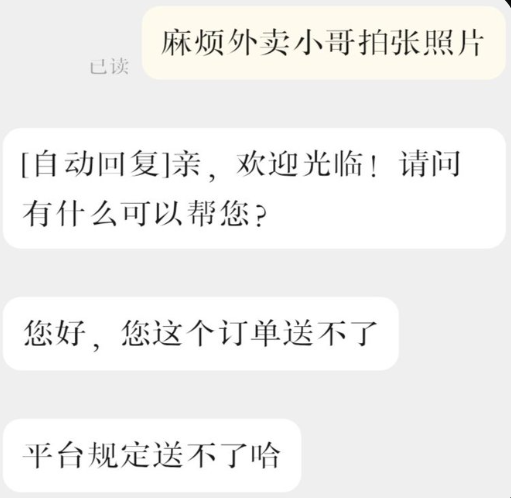 麻烦外卖小哥拍张照片
已读
[自动回复]亲，欢迎光临！请问
有什么可以帮您？
您好，您这个订单送不了
平台规定送不了哈